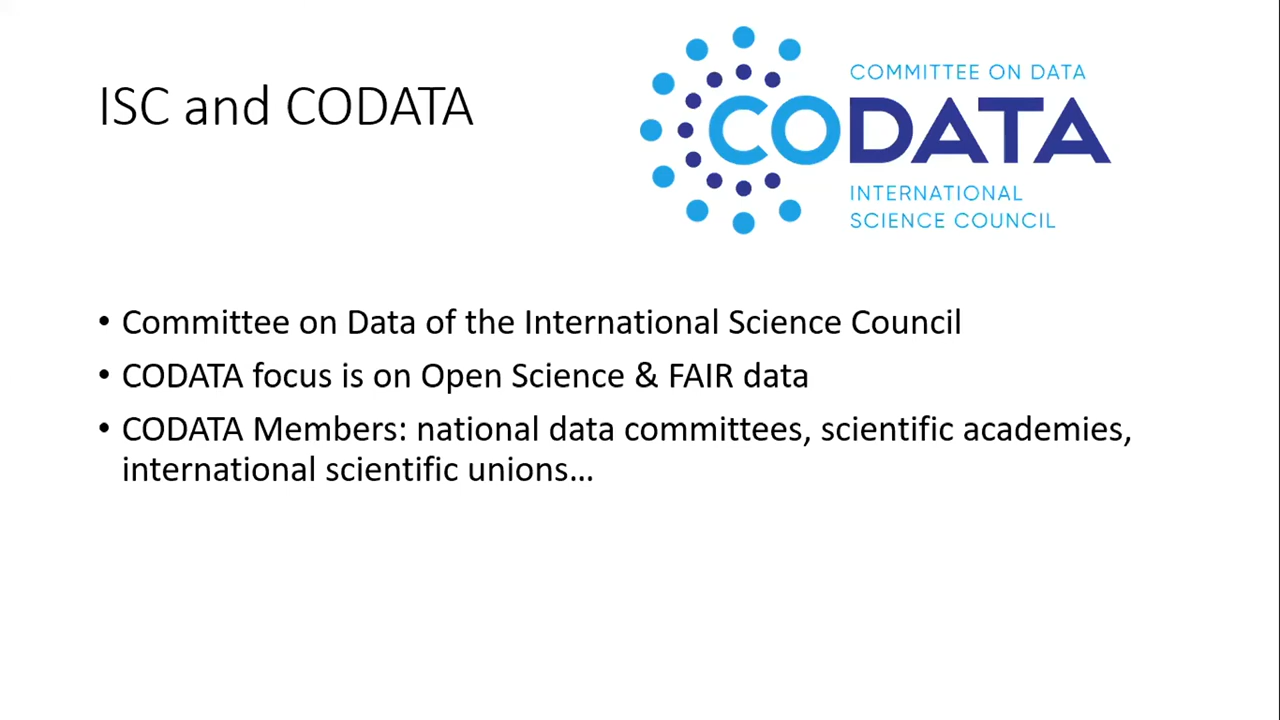 ISC and CODATA
COMMITTEE ON DATA
CODATA
INTERNATIONAL
SCIENCE COUNCIL
• Committee on Data of the International Science Council
• CODATA focus is on Open Science & FAIR data
• CODATA Members: national data committees, scientific academies,
international scientific unions…